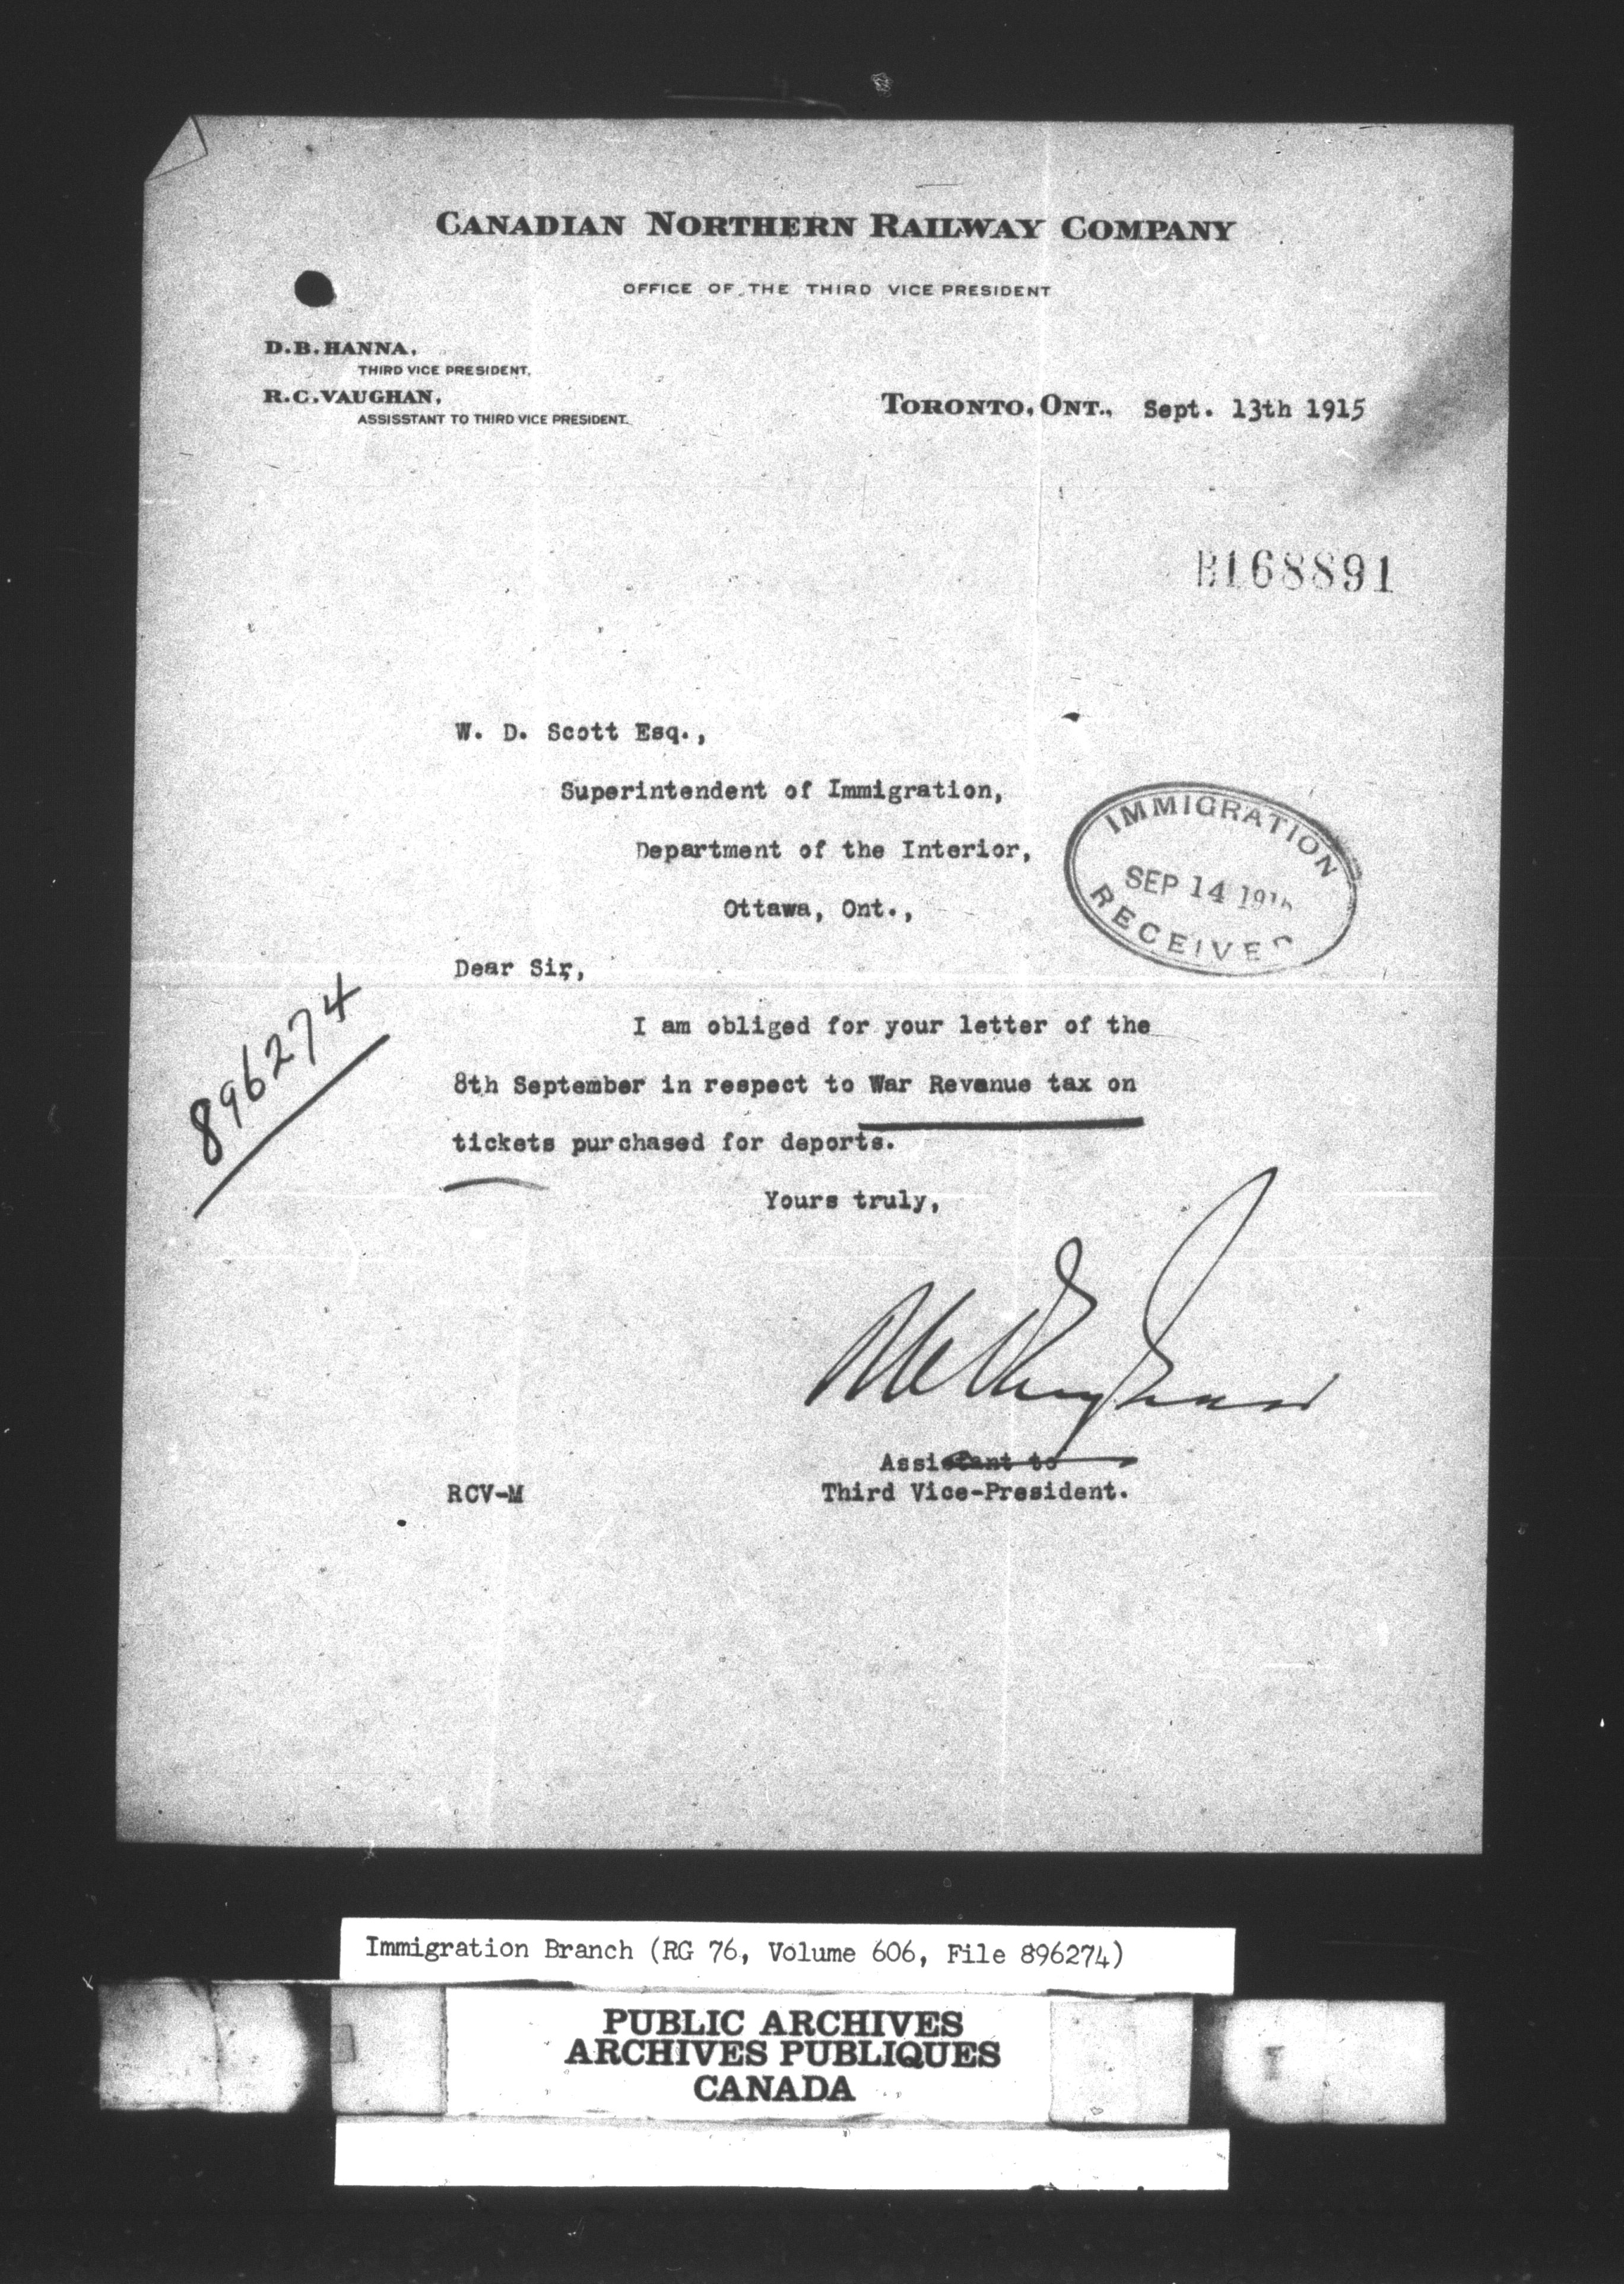 CANADIAN NORTHERN RAILWAY COMPANY
OFFICE OF THE THIRD VICE PRESIDENT
D.B. HANNA,
THIRD VICE PRESIDENT.
R.C. VAUGHAN,
ASSISSTANT TO THIRD VICE PRESIDENT.
TORONTO, ONT., Sept. 13th 1915
B168891
W. D. Scott Esq.,
Superintendent of Immigration,
Department of the Interior,
Ottawa, Ont.,
IMMIGRATION
SEP 14 1915
RECEIVED
Dear Sir,
896274
I am obliged for your letter of the
8th September in respect to War Revenue tax on
tickets purchased for deports.
Yours truly,
RCVaughan
Assistant to
RCV-M Third Vice-President.
Immigration Branch (RG 76, Volume 606, File 896274)
PUBLIC ARCHIVES
ARCHIVES PUBLIQUES
CANADA